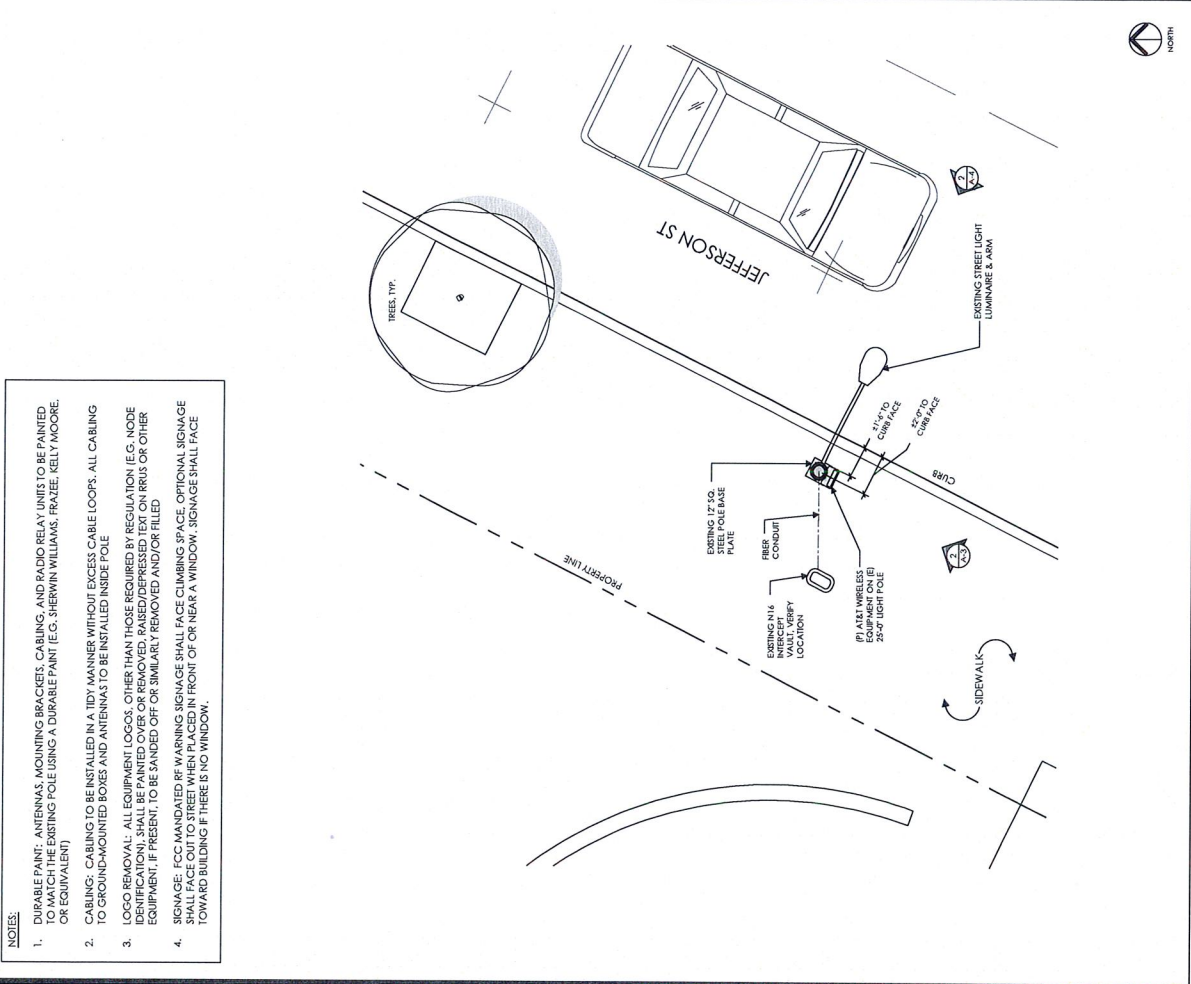 NOTES:
1. DURABLE PAINT: ANTENNAS, MOUNTING BRACKETS, CABLING, AND RADIO RELAY UNITS TO BE PAINTED
TO MATCH THE EXISTING POLE USING A DURABLE PAINT (E.G. SHERWIN WILLIAMS, FRAZEE, KELLY MOORE,
OR EQUIVALENT)
2. CABLING: CABLING TO BE INSTALLED IN A TIDY MANNER WITHOUT EXCESS CABLE LOOPS. ALL CABLING
TO GROUND-MOUNTED BOXES AND ANTENNAS TO BE INSTALLED INSIDE POLE
3. LOGO REMOVAL: ALL EQUIPMENT LOGOS, OTHER THAN THOSE REQUIRED BY REGULATION (E.G. NODE
IDENTIFICATION), SHALL BE PAINTED OVER OR REMOVED. RAISED/DEPRESSED TEXT ON RRUS OR OTHER
EQUIPMENT, IF PRESENT, TO BE SANDED OFF OR SIMILARLY REMOVED AND/OR FILLED
4. SIGNAGE: FCC MANDATED RF WARNING SIGNAGE SHALL FACE CLIMBING SPACE, OPTIONAL SIGNAGE
SHALL FACE OUT TO STREET WHEN PLACED IN FRONT OF OR NEAR A WINDOW. SIGNAGE SHALL FACE
TOWARD BUILDING IF THERE IS NO WINDOW.
TREES, TYP.
JEFFERSON ST
PROPERTY LINE
EXISTING 12" SQ.
STEEL POLE BASE
PLATE
FIBER
CONDUIT
EXISTING N16
INTERCEPT
VAULT, VERIFY
LOCATION
(P) AT&T WIRELESS
EQUIPMENT ON (E)
25'-0" LIGHT POLE
±1'-6" TO
CURB FACE
±2'-0" TO
CURB FACE
CURB
EXISTING STREET LIGHT
LUMINAIRE & ARM
2
A-4
2
A-3
SIDEWALK
NORTH